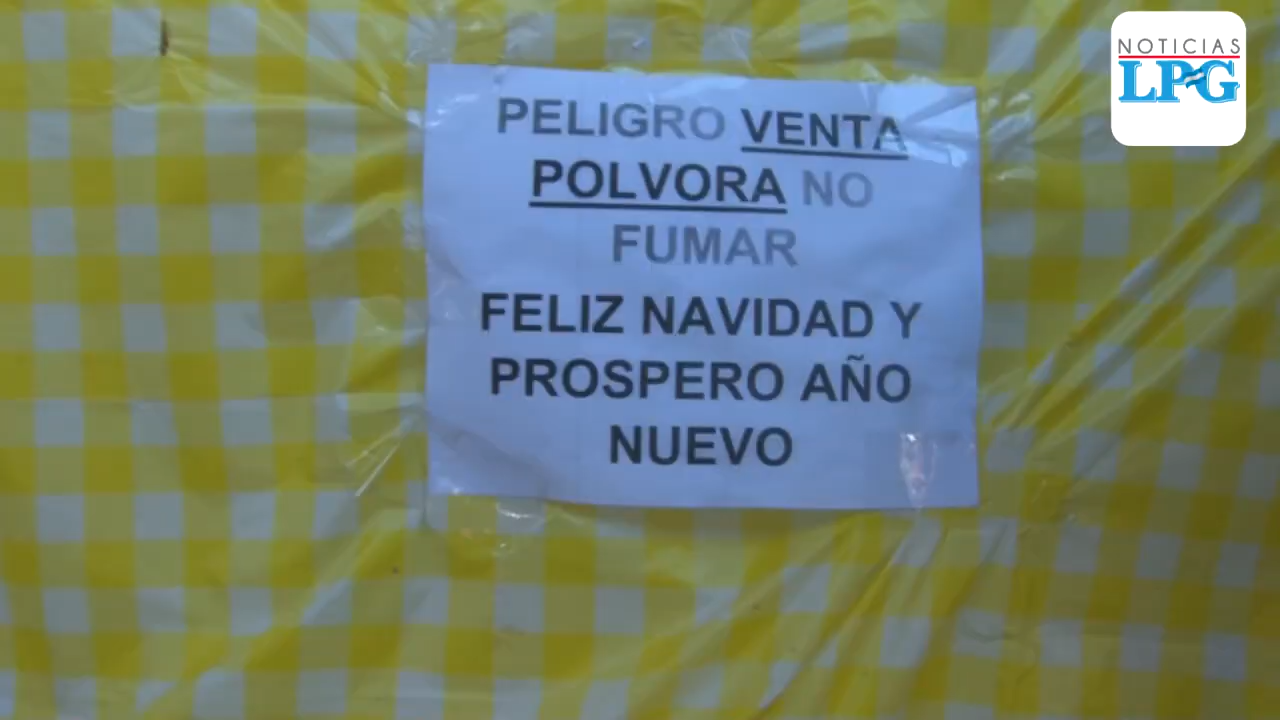 NOTICIAS
LPG
PELIGRO VENTA
POLVORA NO
FUMAR
FELIZ NAVIDAD Y
PROSPERO AÑO
NUEVO